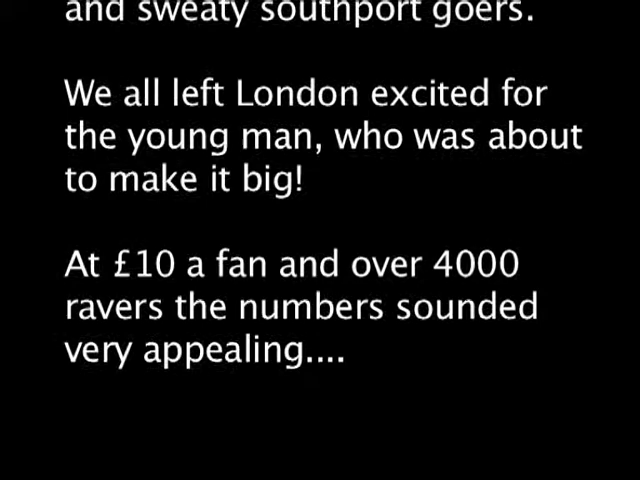 and sweaty southport goers.
We all left London excited for
the young man, who was about
to make it big!
At £10 a fan and over 4000
ravers the numbers sounded
very appealing....